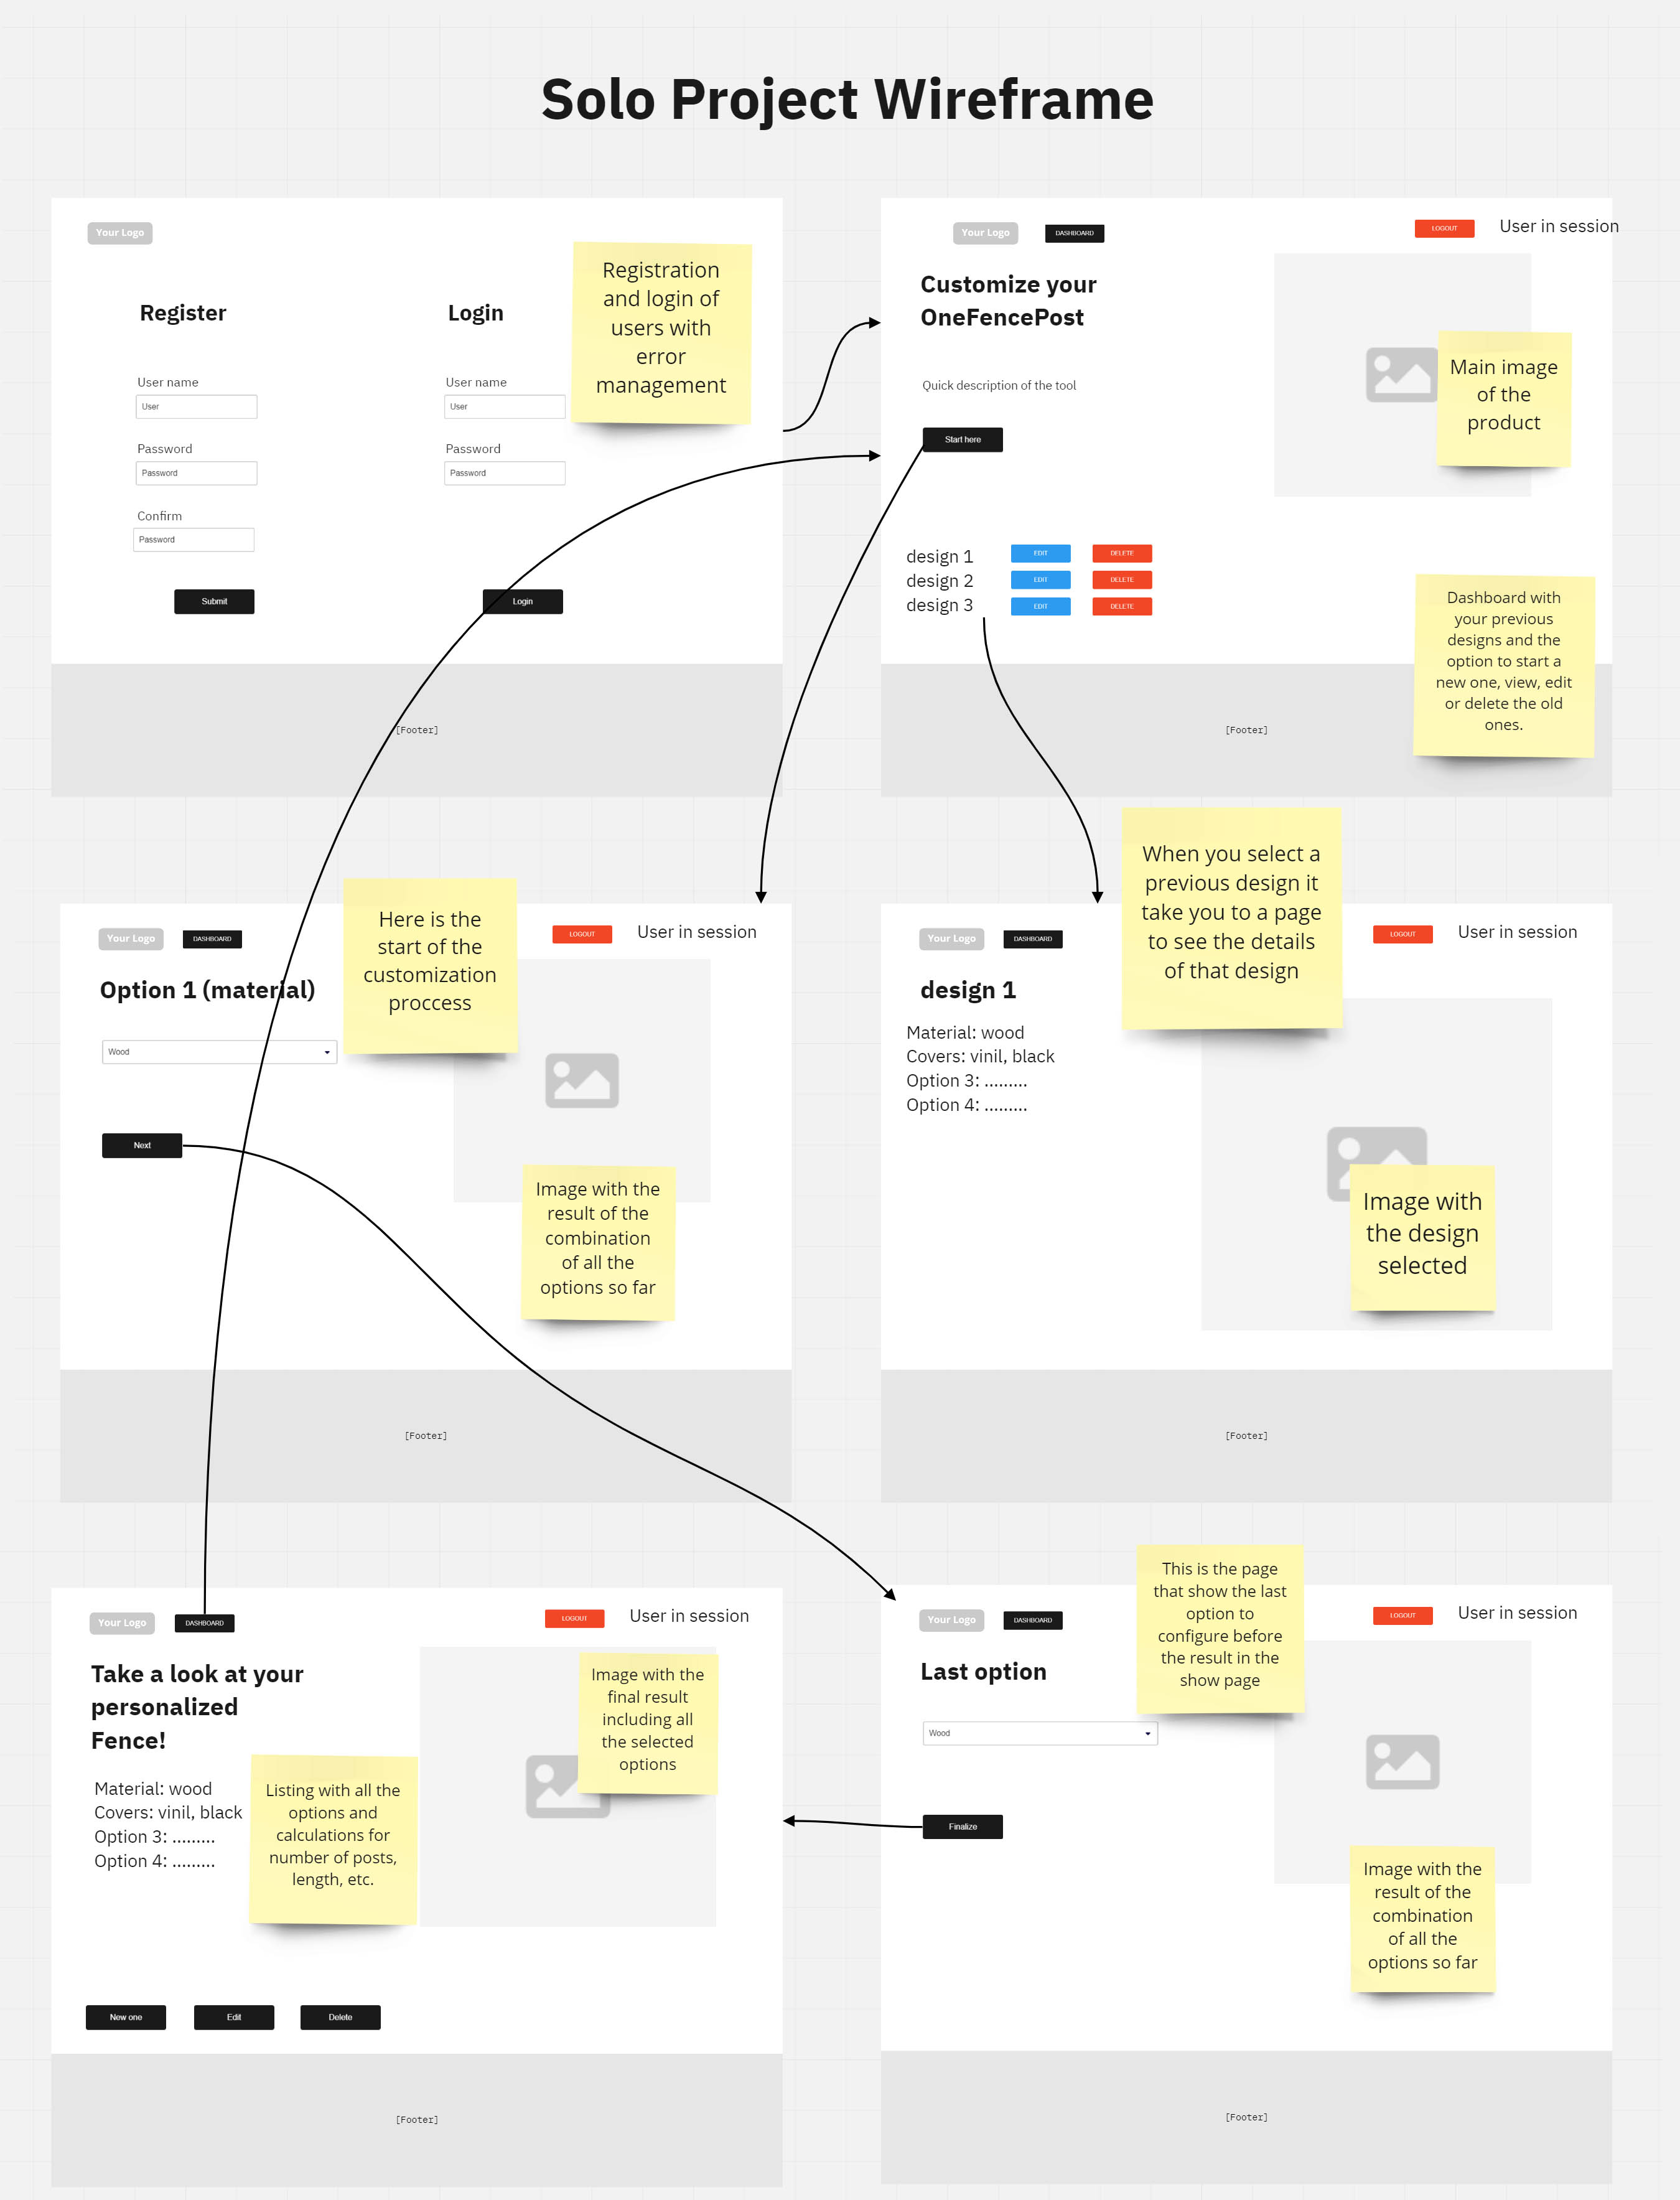 Solo Project Wireframe
Your Logo
Registration
and login of
users with
error
management
Register
Login
User name
User
Password
Password
Confirm
Password
Submit
User name
User
Password
Password
Login
[Footer]
Your Logo
DASHBOARD
LOGOUT
User in session
Customize your
OneFencePost
Quick description of the tool
Start here
Main image
of the
product
design 1
EDIT
DELETE
design 2
EDIT
DELETE
design 3
EDIT
DELETE
Dashboard with
your previous
designs and the
option to start a
new one, view, edit
or delete the old
ones.
[Footer]
Your Logo
DASHBOARD
Here is the
start of the
customization
proccess
LOGOUT
User in session
Option 1 (material)
Wood
Next
Image with the
result of the
combination
of all the
options so far
[Footer]
Your Logo
DASHBOARD
When you select a
previous design it
take you to a page
to see the details
of that design
LOGOUT
User in session
design 1
Material: wood
Covers: vinil, black
Option 3: .........
Option 4: .........
Image with
the design
selected
[Footer]
Your Logo
DASHBOARD
LOGOUT
User in session
Take a look at your
personalized
Fence!
Image with the
final result
including all
the selected
options
Material: wood
Covers: vinil, black
Option 3: .........
Option 4: .........
Listing with all the
options and
calculations for
number of posts,
length, etc.
New one
Edit
Delete
[Footer]
Your Logo
DASHBOARD
This is the page
that show the last
option to
configure before
the result in the
show page
LOGOUT
User in session
Last option
Wood
Finalize
Image with the
result of the
combination
of all the
options so far
[Footer]